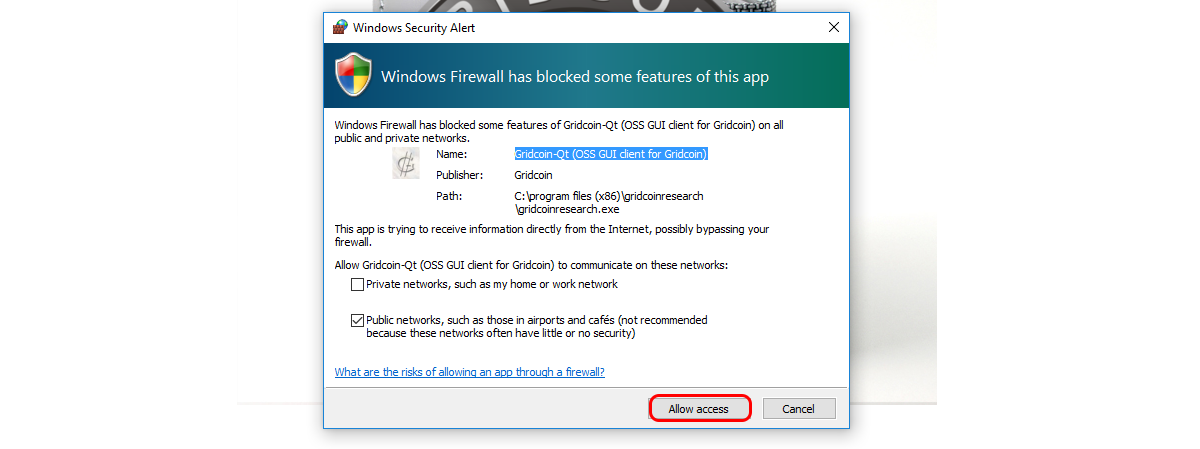 Windows Security Alert
Windows Firewall has blocked some features of this app
Windows Firewall has blocked some features of Gridcoin-Qt (OSS GUI client for Gridcoin) on all
public and private networks.
Name: Gridcoin-Qt (OSS GUI client for Gridcoin)
Publisher: Gridcoin
Path: C:\program files (x86)\gridcoinresearch
\gridcoinresearch.exe
This app is trying to receive information directly from the Internet, possibly bypassing your
firewall.
Allow Gridcoin-Qt (OSS GUI client for Gridcoin) to communicate on these networks:
Private networks, such as my home or work network
Public networks, such as those in airports and cafés (not recommended
because these networks often have little or no security)
What are the risks of allowing an app through a firewall?
Allow access Cancel